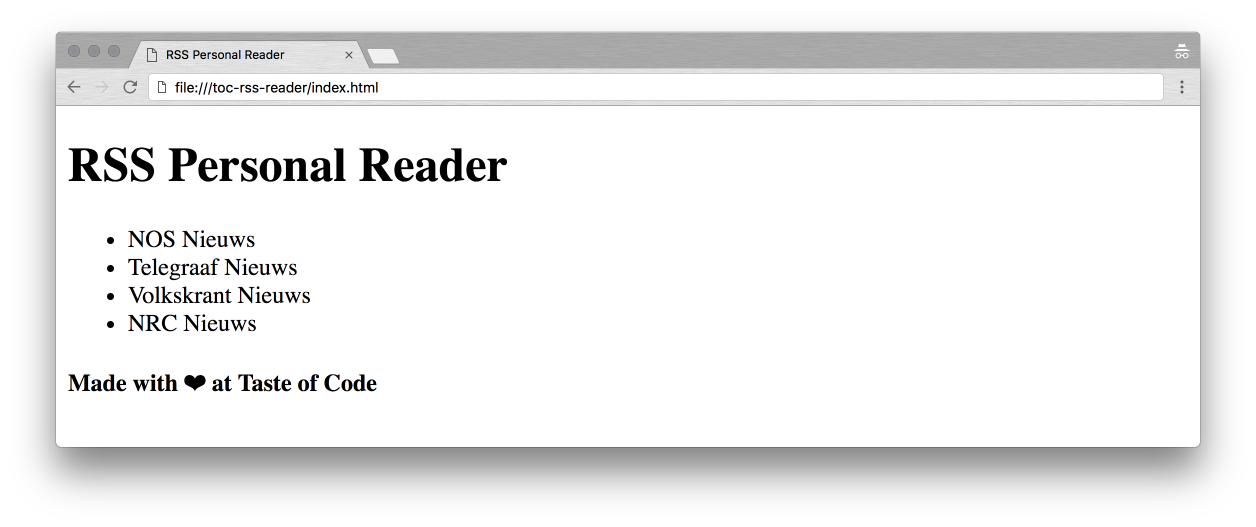 RSS Personal Reader
file:///toc-rss-reader/index.html
RSS Personal Reader
• NOS Nieuws
• Telegraaf Nieuws
• Volkskrant Nieuws
• NRC Nieuws
Made with ❤ at Taste of Code